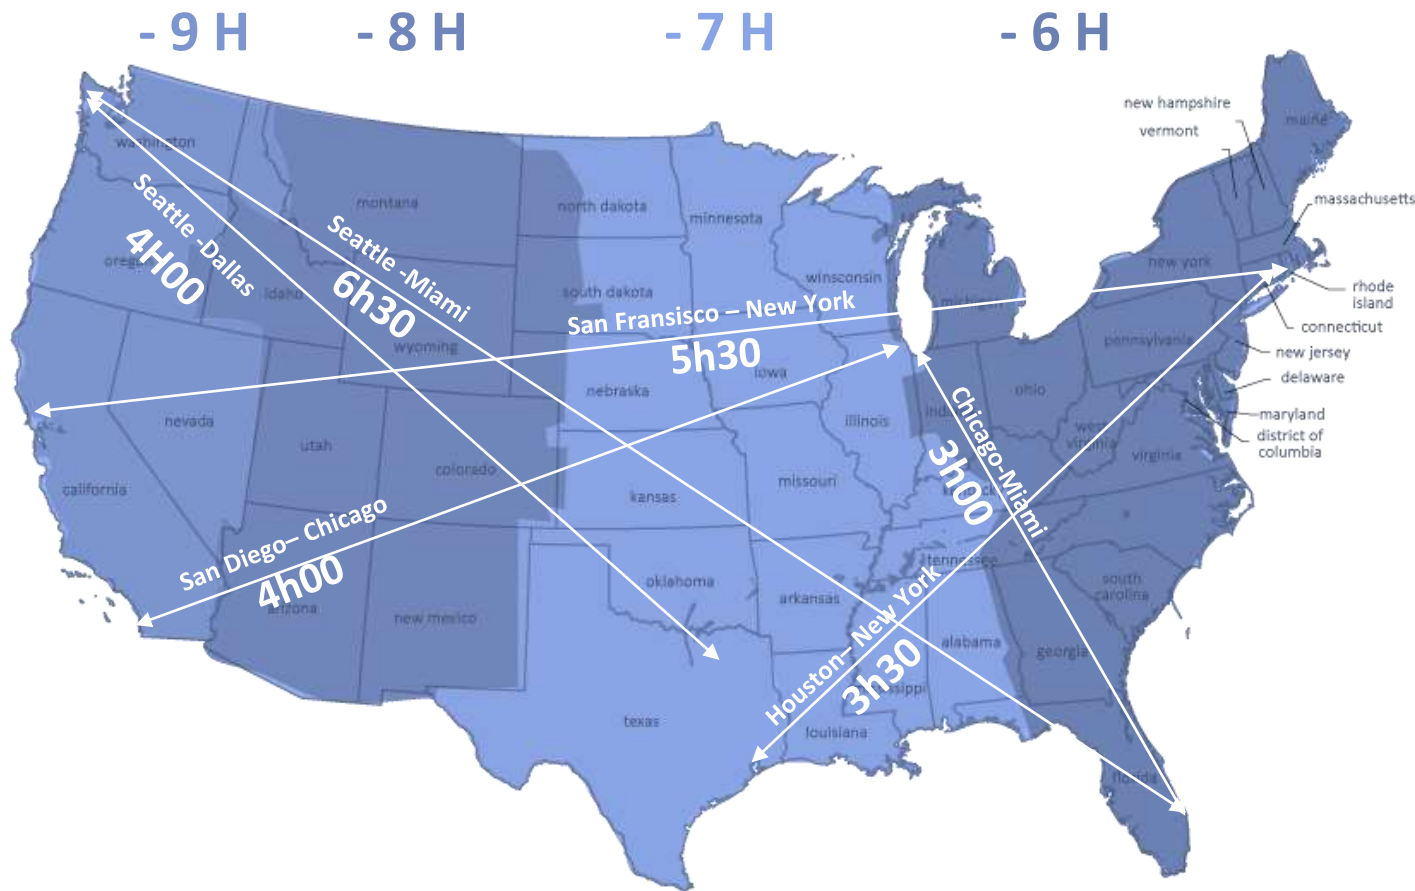 - 9 H
- 8 H
- 7 H
- 6 H
new hampshire
vermont
maine
massachusetts
washington
montana
north dakota
minnesota
Seattle -Dallas
4H00
Seattle -Miami
6h30
oregon
idaho
south dakota
winsconsin
michigan
new york
rhode
island
San Fransisco – New York
5h30
wyoming
connecticut
pennsylvania
new jersey
iowa
nebraska
ohio
delaware
nevada
utah
colorado
illinois
Chicago-Miami
3h00
west
virginia
virginia
maryland
district of
columbia
california
kansas
missouri
San Diego– Chicago
4h00
arizona
new mexico
oklahoma
arkansas
tennessee
south
carolina
Houston– New York
3h30
alabama
georgia
f
texas
louisiana
florida